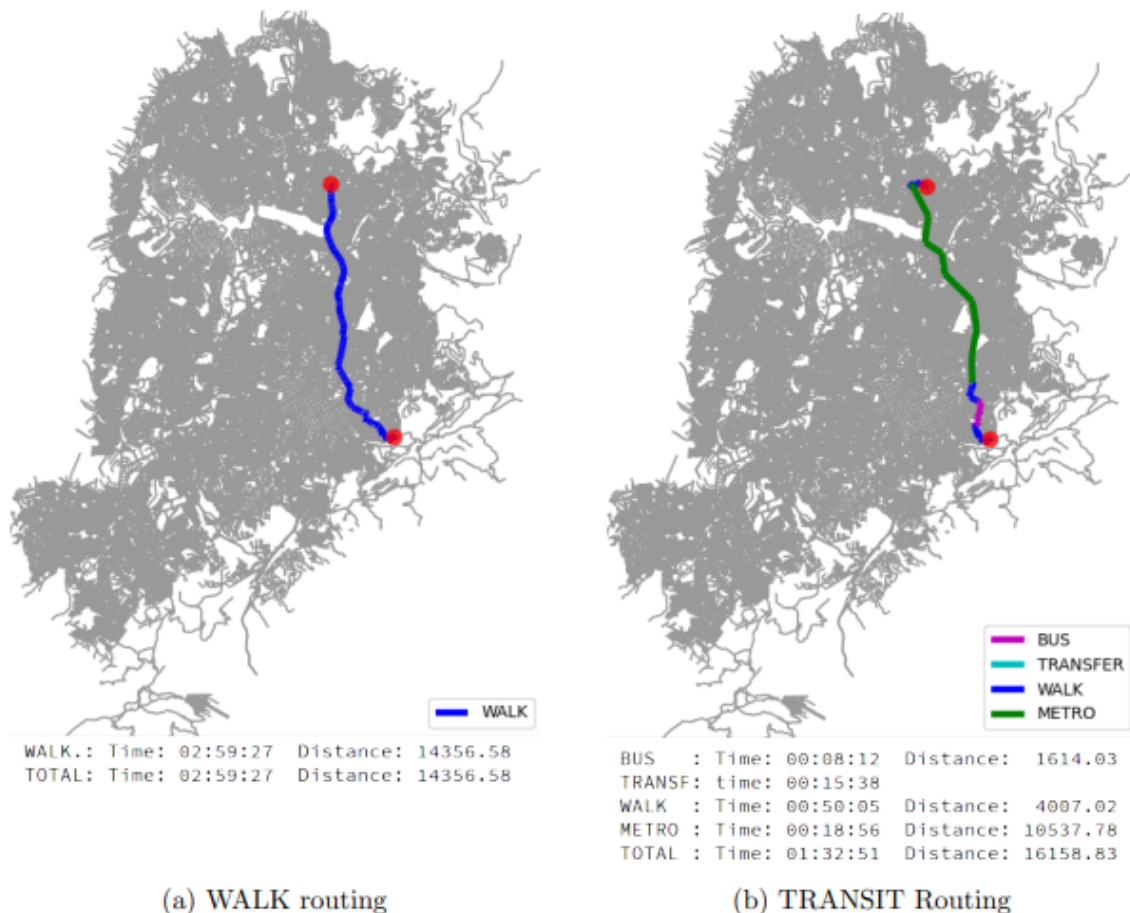 WALK
WALK.: Time: 02:59:27 Distance: 14356.58
TOTAL: Time: 02:59:27 Distance: 14356.58
(a) WALK routing
BUS
TRANSFER
WALK
METRO
BUS : Time: 00:08:12 Distance: 1614.03
TRANSF: time: 00:15:38
WALK : Time: 00:50:05 Distance: 4007.02
METRO : Time: 00:18:56 Distance: 10537.78
TOTAL : Time: 01:32:51 Distance: 16158.83
(b) TRANSIT Routing